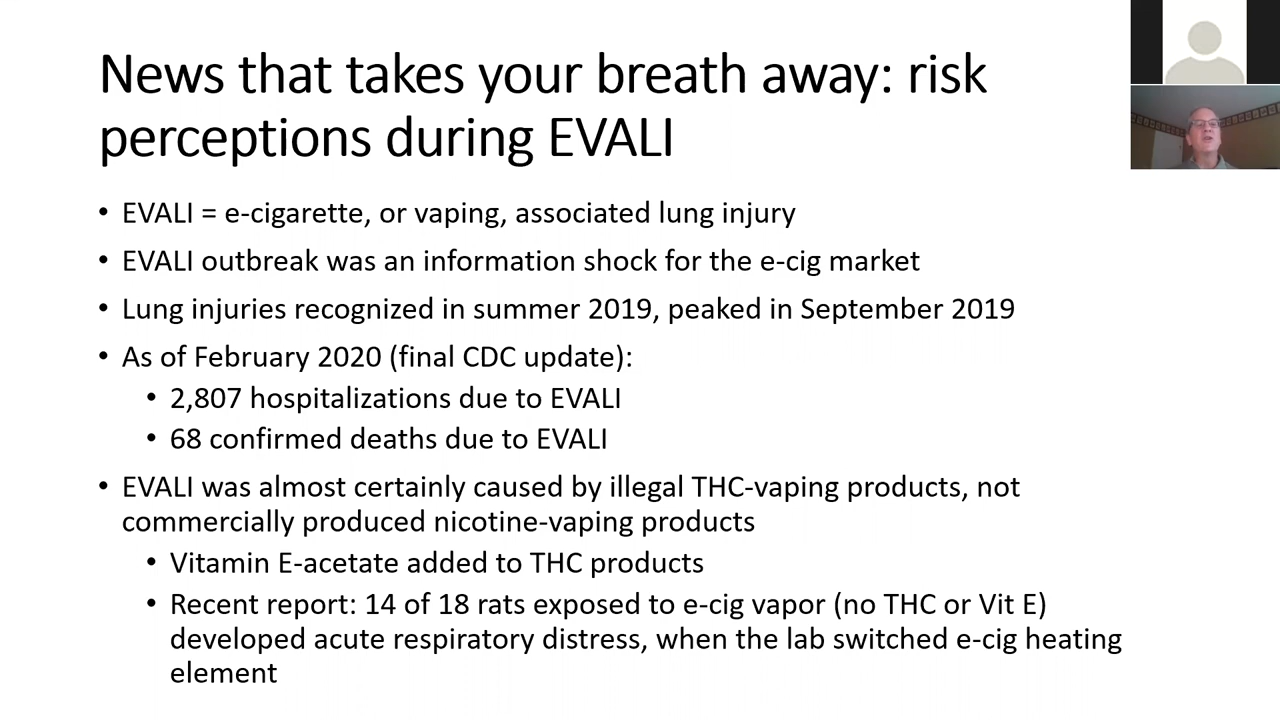 News that takes your breath away: risk
perceptions during EVALI
• EVALI = e-cigarette, or vaping, associated lung injury
• EVALI outbreak was an information shock for the e-cig market
• Lung injuries recognized in summer 2019, peaked in September 2019
• As of February 2020 (final CDC update):
• 2,807 hospitalizations due to EVALI
• 68 confirmed deaths due to EVALI
• EVALI was almost certainly caused by illegal THC-vaping products, not
commercially produced nicotine-vaping products
• Vitamin E-acetate added to THC products
• Recent report: 14 of 18 rats exposed to e-cig vapor (no THC or Vit E)
developed acute respiratory distress, when the lab switched e-cig heating
element